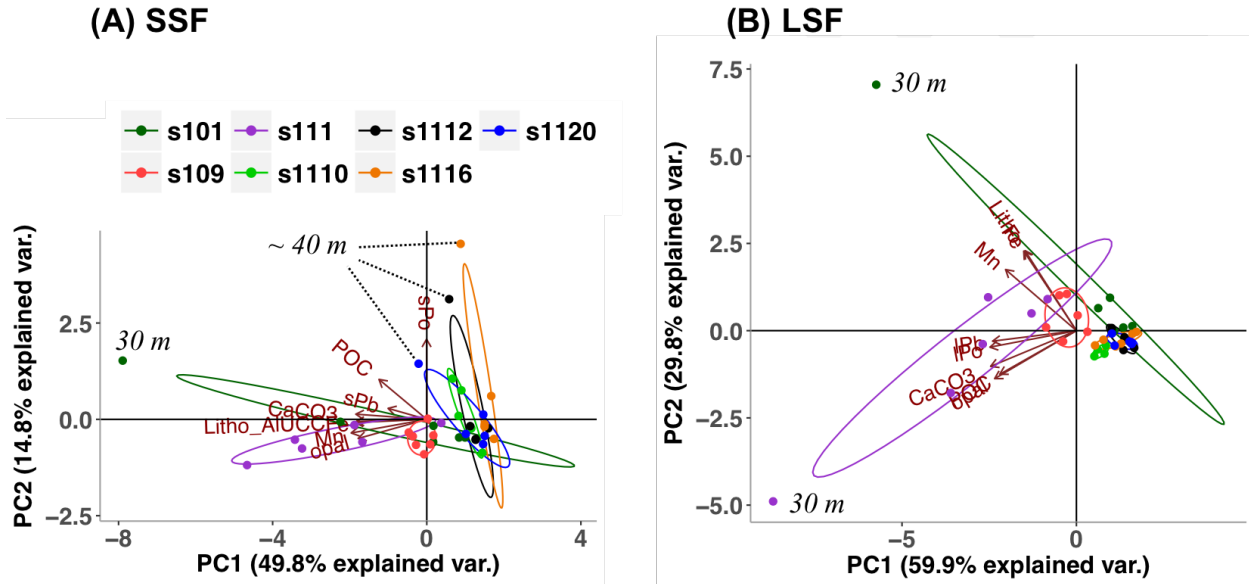 (A) SSF
(B) LSF
s101 s111 s1112 s1120
s109 s1110 s1116
~ 40 m
30 m
sPo
POC
sPb
CaCO3
Litho_AlUCC
Mn
opal
2.5
0.0
−2.5
−8 −4 0 4
PC1 (49.8% explained var.)
PC2 (14.8% explained var.)
30 m
Mn
lPb
lPo
CaCO3
30 m
7.5
5.0
2.5
0.0
−2.5
−5.0
−5 0
PC1 (59.9% explained var.)
PC2 (29.8% explained var.)